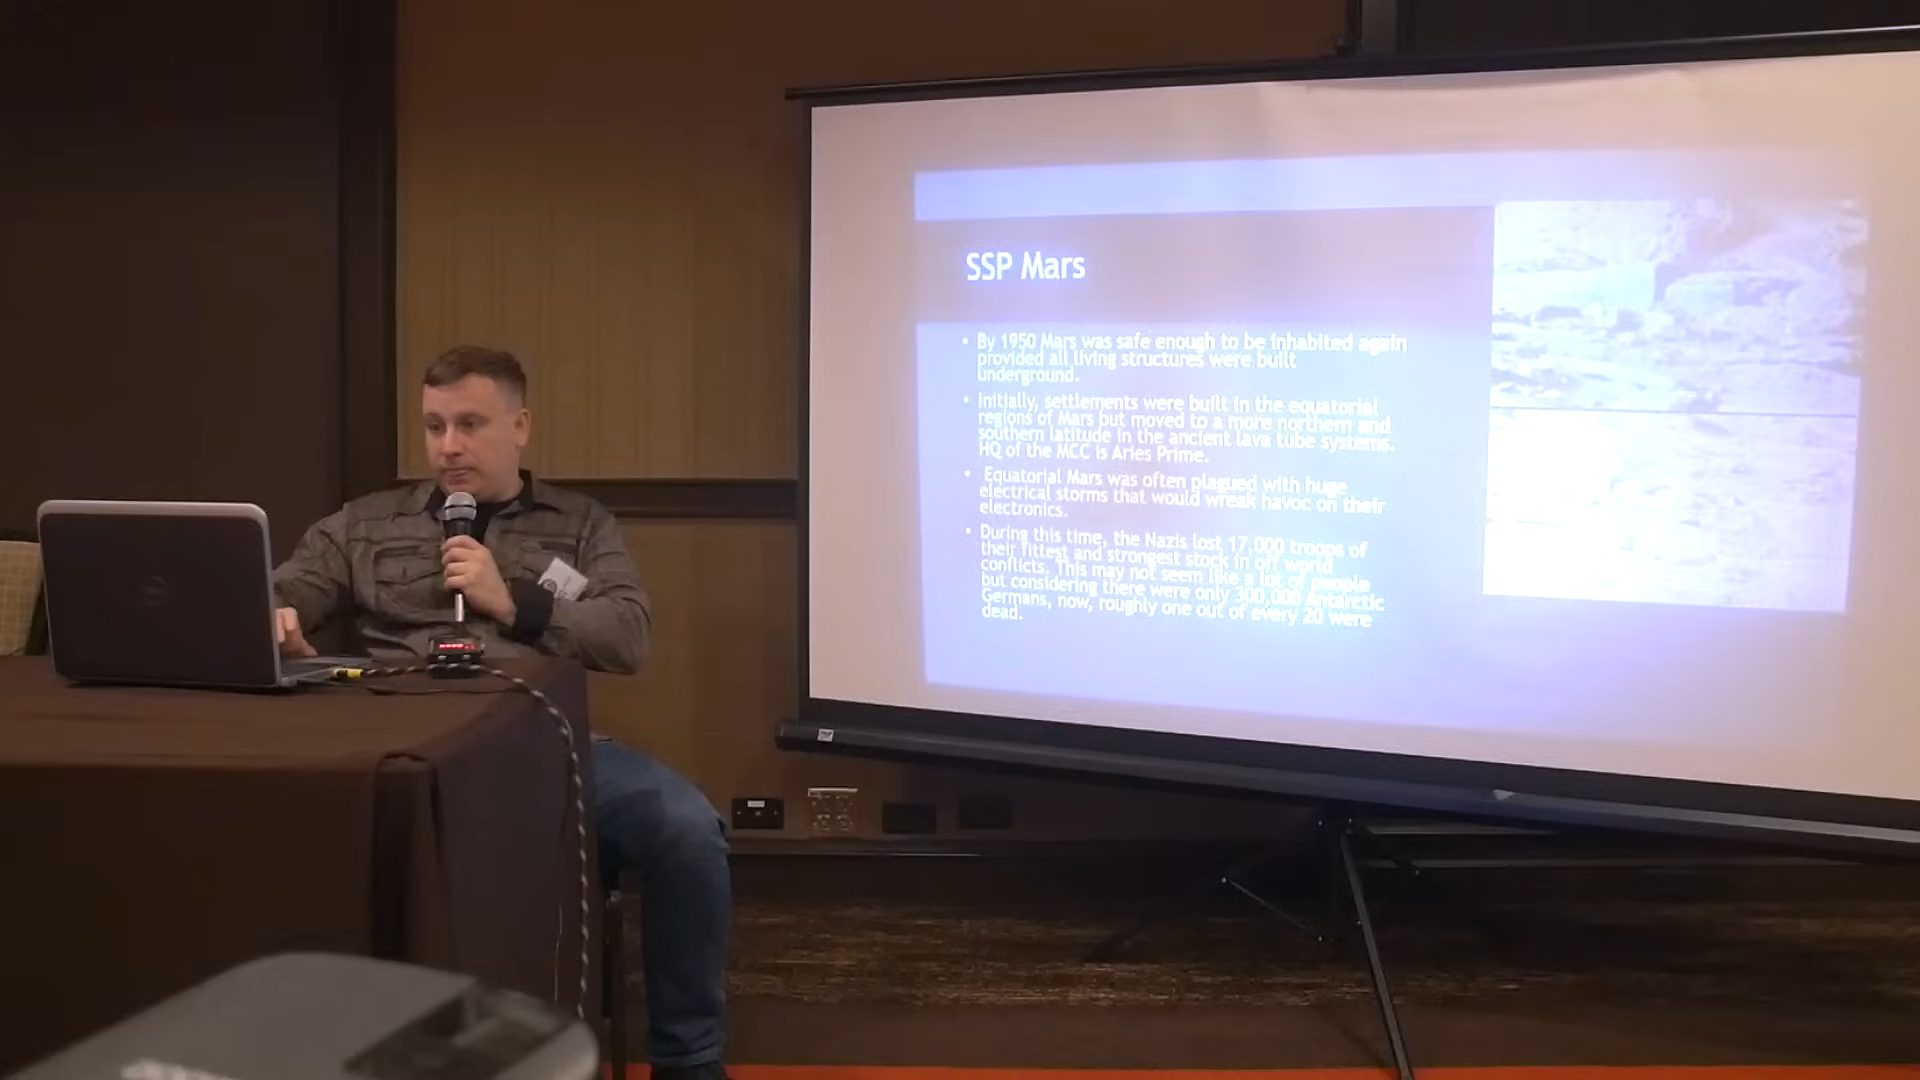 SSP Mars
• By 1950 Mars was safe enough to be inhabited again
provided all living structures were built
underground.
• Initially, settlements were built in the equatorial
regions of Mars but moved to a more northern and
southern latitude in the ancient lava tube systems.
HQ of the MCC is Aries Prime.
• Equatorial Mars was often plagued with huge
electrical storms that would wreak havoc on their
electronics.
• During this time, the Nazis lost 17,000 troops of
their fittest and strongest stock in off world
conflicts. This may not seem like a lot of people
but considering there were only 300,000 Antarctic
Germans, now, roughly one out of every 20 were
dead.